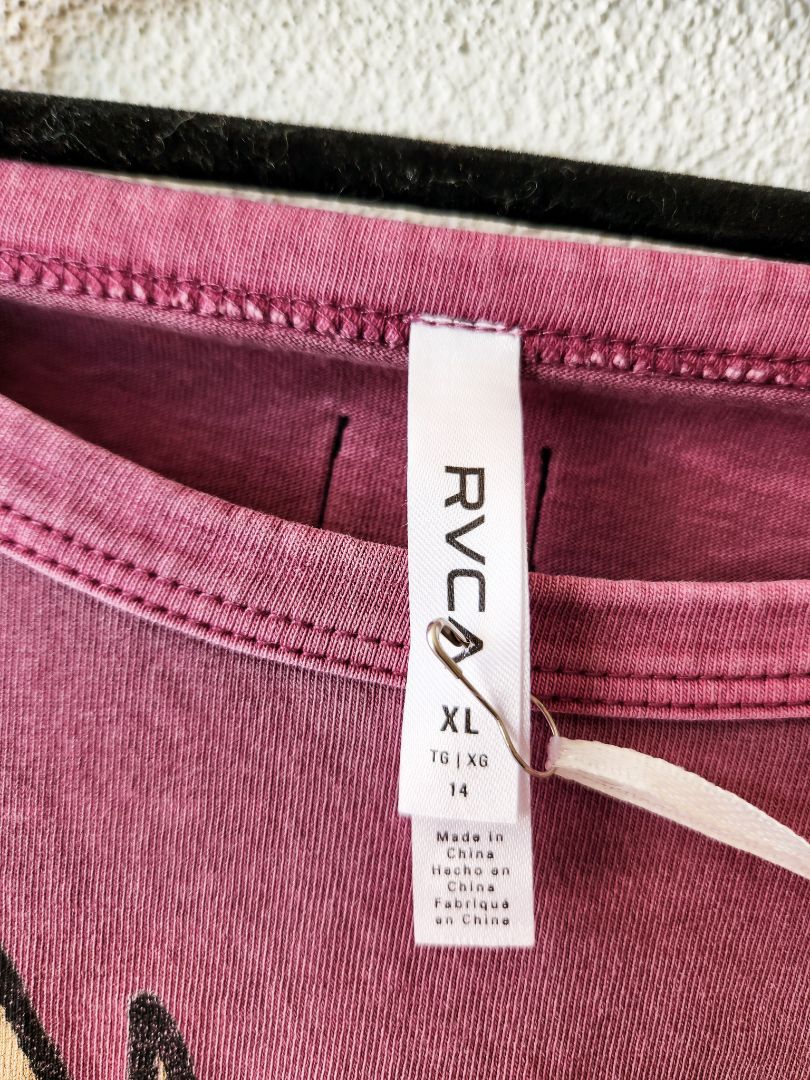 RVCA
XL
TG | XG
14
Made in
China
Hecho en
China
Fabriqué
en Chine